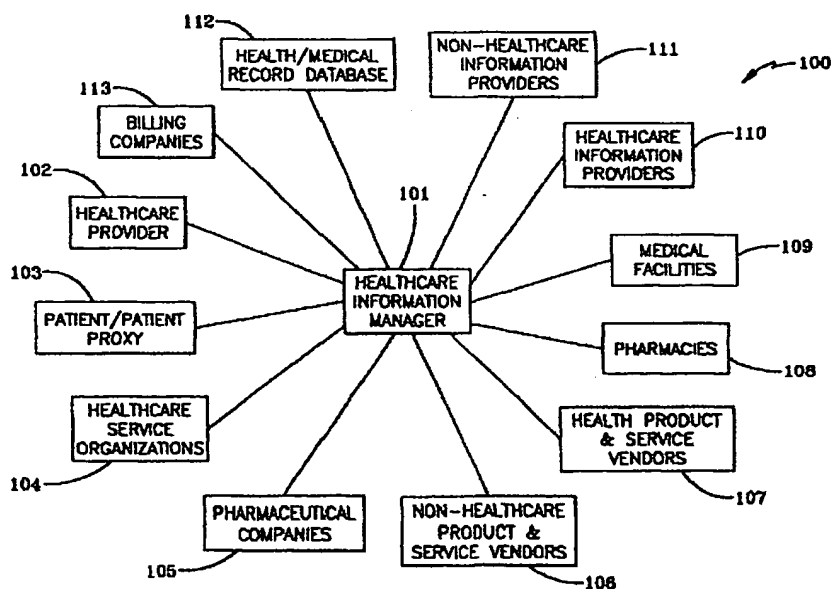 112
HEALTH/MEDICAL
RECORD DATABASE
NON-HEALTHCARE
INFORMATION
PROVIDERS
111
100
113
BILLING
COMPANIES
HEALTHCARE
INFORMATION
PROVIDERS
110
102
HEALTHCARE
PROVIDER
101
HEALTHCARE
INFORMATION
MANAGER
MEDICAL
FACILITIES
109
103
PATIENT/PATIENT
PROXY
PHARMACIES
108
HEALTHCARE
SERVICE
ORGANIZATIONS
104
HEALTH PRODUCT
& SERVICE
VENDORS
107
PHARMACEUTICAL
COMPANIES
105
NON-HEALTHCARE
PRODUCT &
SERVICE VENDORS
106